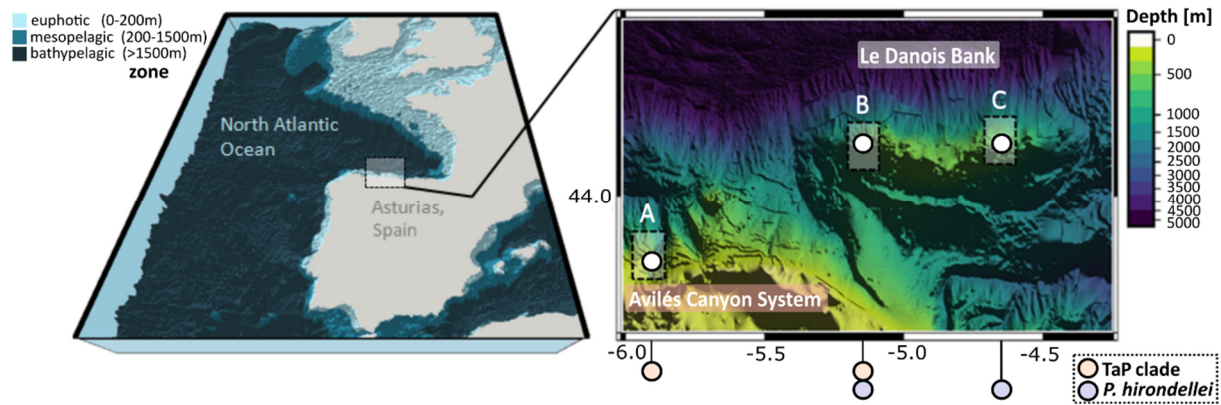 euphotic (0-200m)
mesopelagic (200-1500m)
bathypelagic (>1500m)
zone
North Atlantic
Ocean
Asturias,
Spain
Le Danois Bank
A
B
C
Avilés Canyon System
44.0
-6.0 -5.5 -5.0 -4.5
Depth [m]
0
500
1000
1500
2000
2500
3000
3500
4000
4500
5000
TaP clade
P. hirondellei